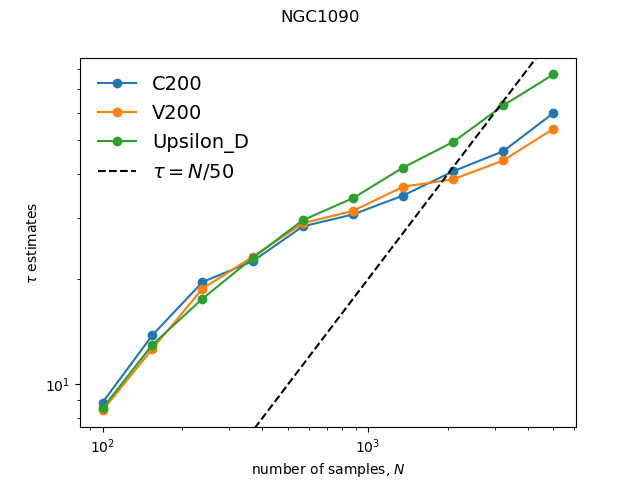 NGC1090
C200
V200
Upsilon_D
τ = N/50
τ estimates
10¹
10² 10³
number of samples, N